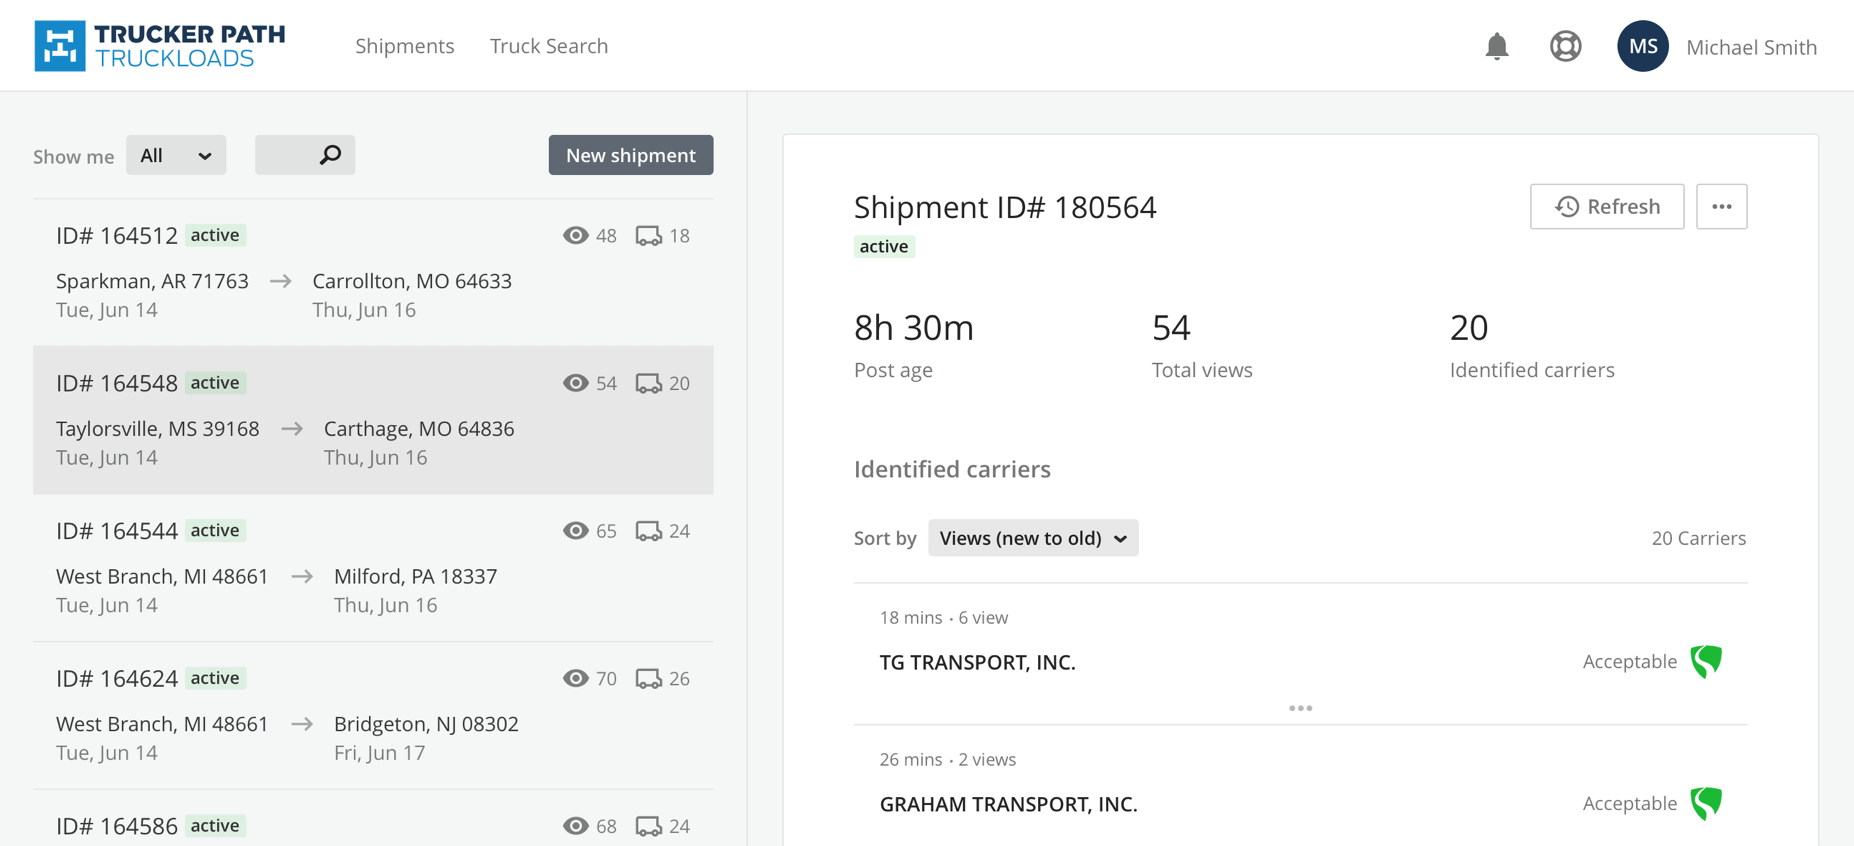 TRUCKER PATH
TRUCKLOADS
Shipments
Truck Search
MS
Michael Smith
Show me
All
New shipment
ID# 164512 active
48
18
Sparkman, AR 71763 → Carrollton, MO 64633
Tue, Jun 14
Thu, Jun 16
ID# 164548 active
54
20
Taylorsville, MS 39168 → Carthage, MO 64836
Tue, Jun 14
Thu, Jun 16
ID# 164544 active
65
24
West Branch, MI 48661 → Milford, PA 18337
Tue, Jun 14
Thu, Jun 16
ID# 164624 active
70
26
West Branch, MI 48661 → Bridgeton, NJ 08302
Tue, Jun 14
Fri, Jun 17
ID# 164586 active
68
24
Shipment ID# 180564
active
Refresh
8h 30m
Post age
54
Total views
20
Identified carriers
Identified carriers
Sort by
Views (new to old)
20 Carriers
18 mins · 6 view
TG TRANSPORT, INC.
Acceptable
26 mins · 2 views
GRAHAM TRANSPORT, INC.
Acceptable